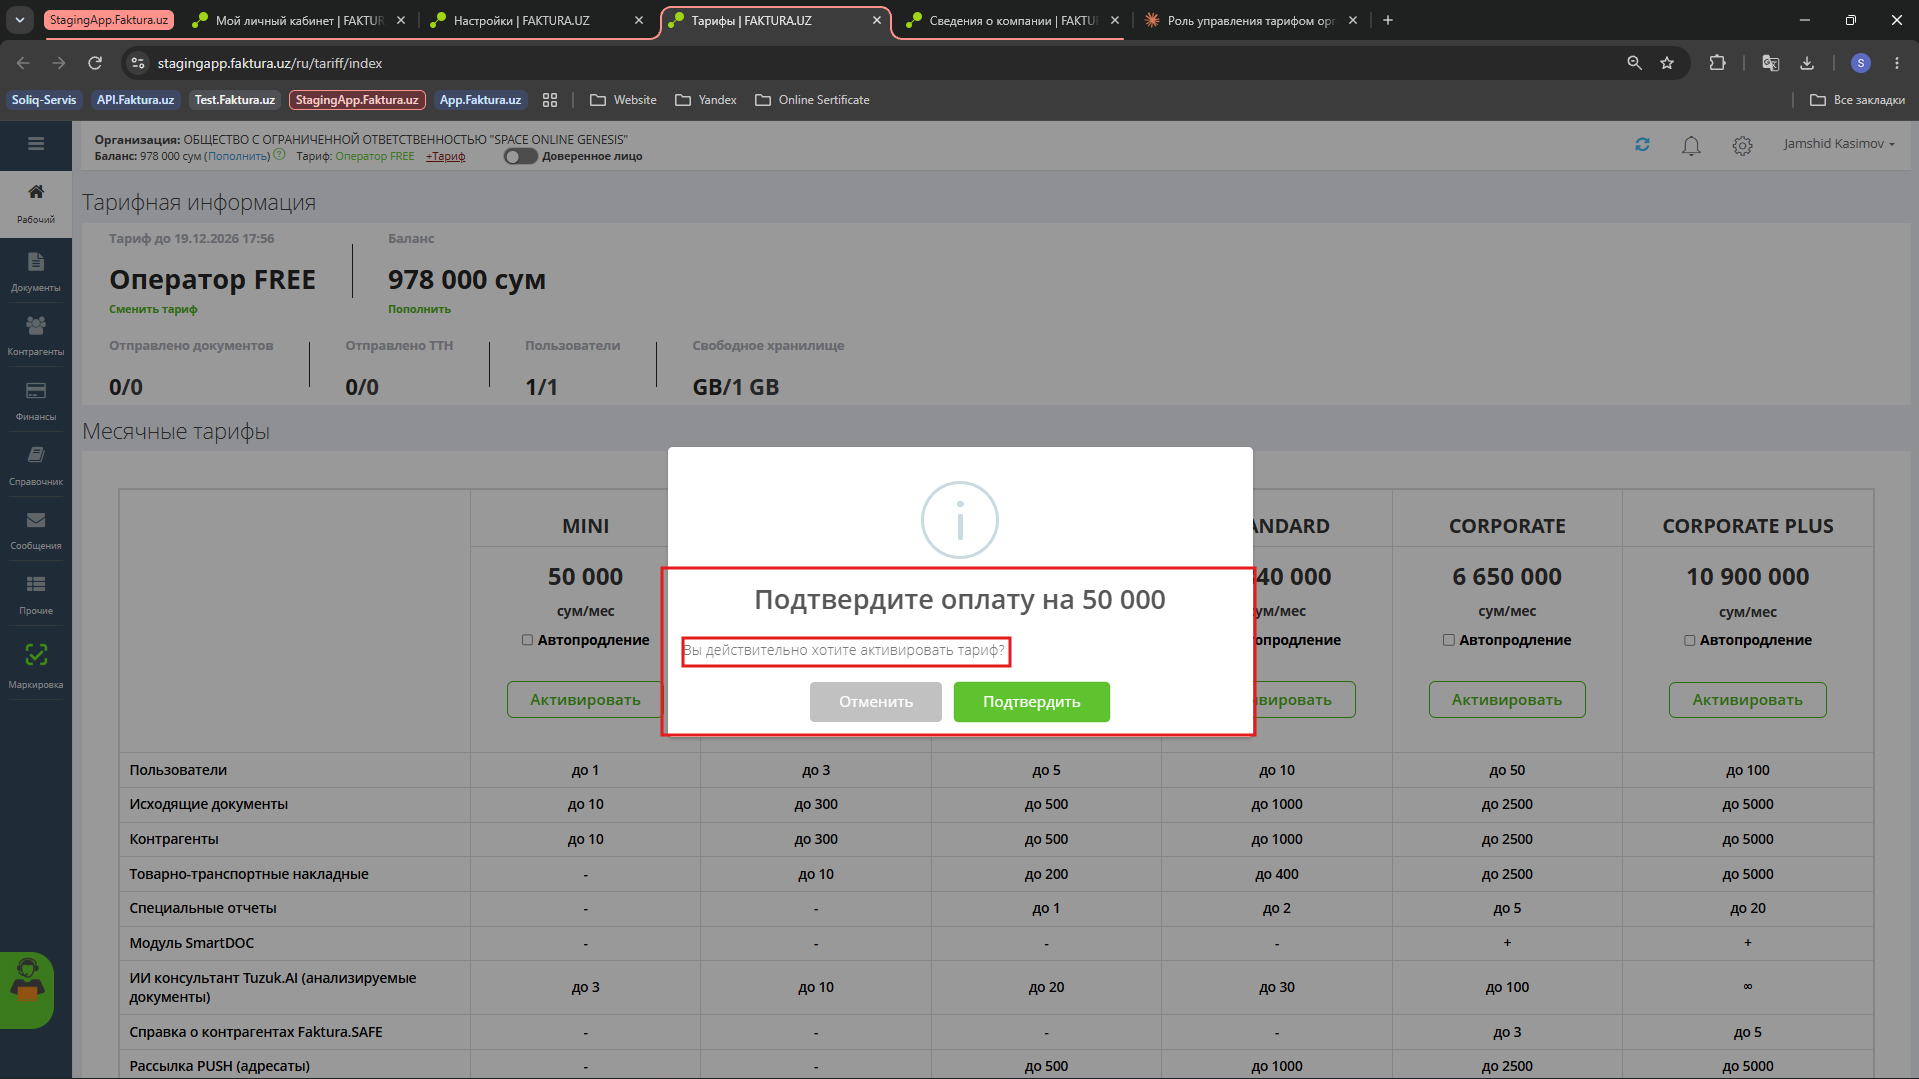 StagingApp.Faktura.uz
Мой личный кабинет | FAKTUR
Настройки | FAKTURA.UZ
Тарифы | FAKTURA.UZ
Сведения о компании | FAKTU
Роль управления тарифом орг
stagingapp.faktura.uz/ru/tariff/index
S
Soliq-Servis
API.Faktura.uz
Test.Faktura.uz
StagingApp.Faktura.uz
App.Faktura.uz
Website
Yandex
Online Sertificate
Все закладки
Организация: ОБЩЕСТВО С ОГРАНИЧЕННОЙ ОТВЕТСТВЕННОСТЬЮ "SPACE ONLINE GENESIS"
Баланс: 978 000 сум (Пополнить) ? Тариф: Оператор FREE +Тариф Доверенное лицо
Jamshid Kasimov
Рабочий
Документы
Контрагенты
Финансы
Справочник
Сообщения
Прочие
Маркировка
Тарифная информация
Тариф до 19.12.2026 17:56 Баланс
Оператор FREE 978 000 сум
Сменить тариф Пополнить
Отправлено документов Отправлено ТТН Пользователи Свободное хранилище
0/0 0/0 1/1 GB/1 GB
Месячные тарифы
MINI ANDARD CORPORATE CORPORATE PLUS
50 000 40 000 6 650 000 10 900 000
сум/мес ум/мес сум/мес сум/мес
Автопродление опродление Автопродление Автопродление
Активировать ивировать Активировать Активировать
i
Подтвердите оплату на 50 000
Вы действительно хотите активировать тариф?
Отменить Подтвердить
Пользователи до 1 до 3 до 5 до 10 до 50 до 100
Исходящие документы до 10 до 300 до 500 до 1000 до 2500 до 5000
Контрагенты до 10 до 300 до 500 до 1000 до 2500 до 5000
Товарно-транспортные накладные - до 10 до 200 до 400 до 2500 до 5000
Специальные отчеты - - до 1 до 2 до 5 до 20
Модуль SmartDOC - - - - + +
ИИ консультант Tuzuk.AI (анализируемые
документы) до 3 до 10 до 20 до 30 до 100 ∞
Справка о контрагентах Faktura.SAFE - - - - до 3 до 5
Рассылка PUSH (адресаты) - - до 500 до 1000 до 2500 до 5000